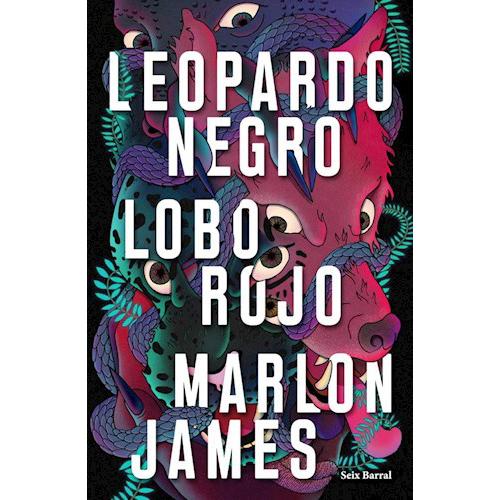 LEOPARDO
NEGRO
LOBO
ROJO
MARLON
JAMES
Seix Barral